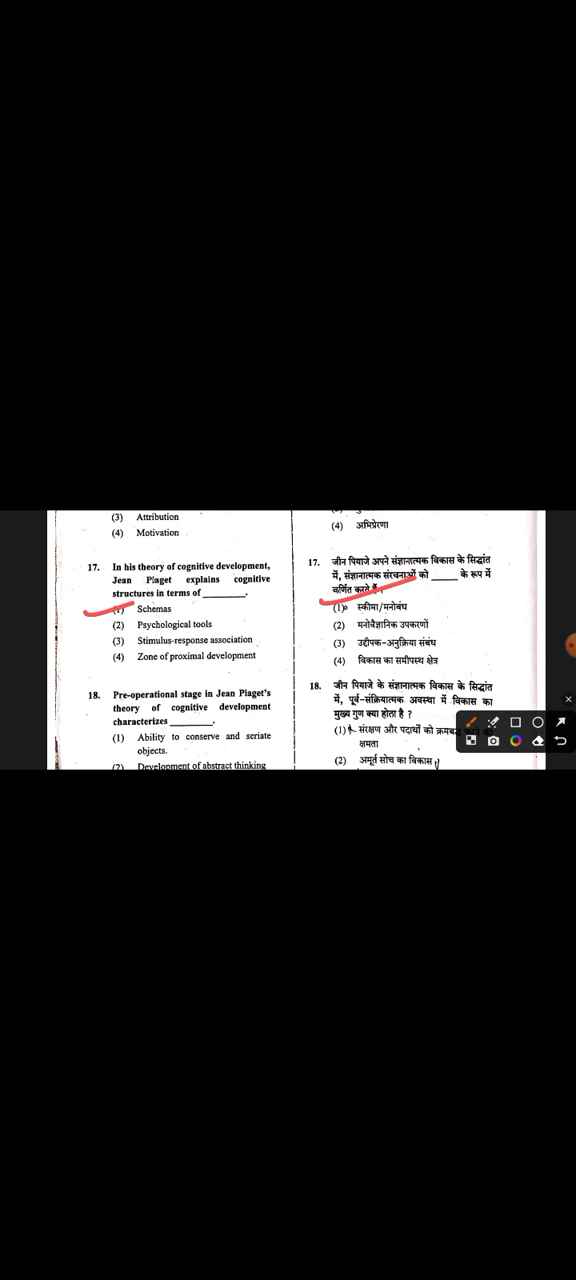 (3) Attribution
(4) Motivation
17. In his theory of cognitive development,
Jean Piaget explains cognitive
structures in terms of ________.
(1) Schemas
(2) Psychological tools
(3) Stimulus-response association
(4) Zone of proximal development
18. Pre-operational stage in Jean Piaget's
theory of cognitive development
characterizes ________.
(1) Ability to conserve and seriate
objects.
(2) Development of abstract thinking
(4) अभिप्रेरणा
17. जीन पियाजे अपने संज्ञानात्मक विकास के सिद्धांत
में, संज्ञानात्मक संरचनाओं को _____ के रूप में
वर्णित करते हैं
(1) स्कीमा/मनोबंध
(2) मनोवैज्ञानिक उपकरणों
(3) उद्दीपक-अनुक्रिया संबंध
(4) विकास का समीपस्थ क्षेत्र
18. जीन पियाजे के संज्ञानात्मक विकास के सिद्धांत
में, पूर्व-संक्रियात्मक अवस्था में विकास का
मुख्य गुण क्या होता है ?
(1) संरक्षण और पदार्थों को क्रमबद्ध
क्षमता
(2) अमूर्त सोच का विकास